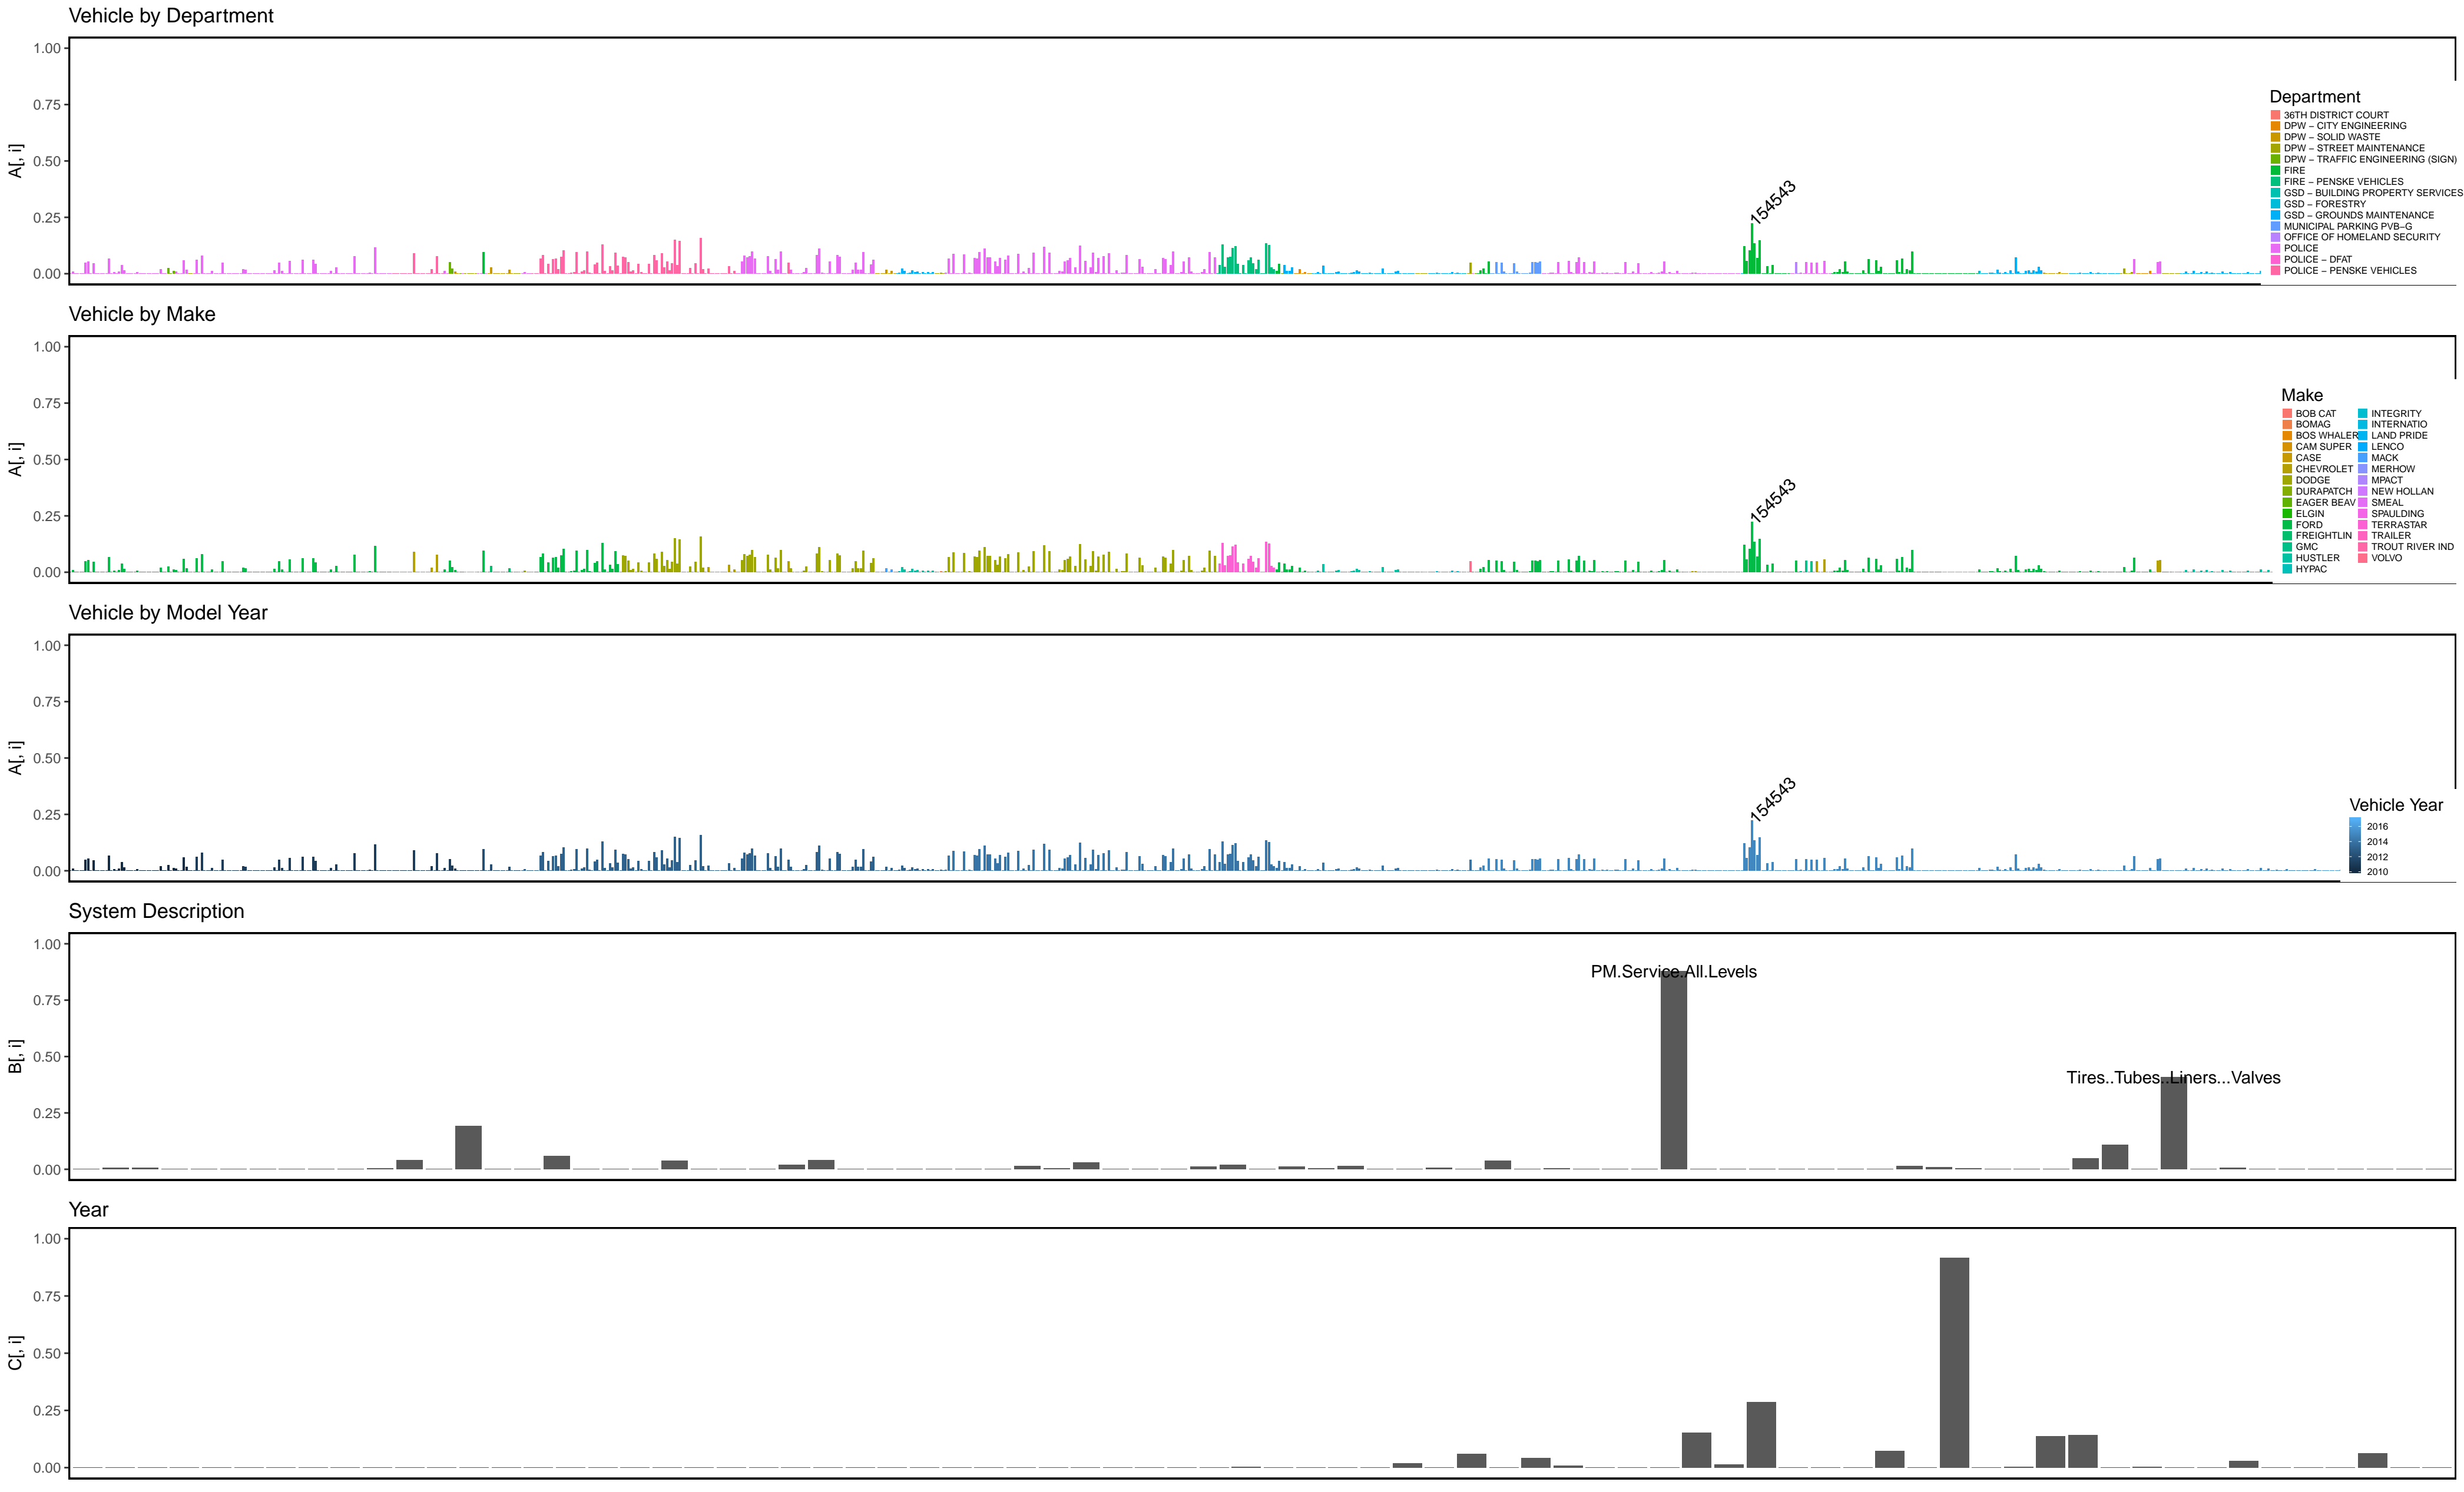 Vehicle by Department
A[, i]
1.00
0.75
0.50
0.25
0.00
154543
Department
36TH DISTRICT COURT
DPW – CITY ENGINEERING
DPW – SOLID WASTE
DPW – STREET MAINTENANCE
DPW – TRAFFIC ENGINEERING (SIGN)
FIRE
FIRE – PENSKE VEHICLES
GSD – BUILDING PROPERTY SERVICES
GSD – FORESTRY
GSD – GROUNDS MAINTENANCE
MUNICIPAL PARKING PVB–G
OFFICE OF HOMELAND SECURITY
POLICE
POLICE – DFAT
POLICE – PENSKE VEHICLES
Vehicle by Make
A[, i]
1.00
0.75
0.50
0.25
0.00
154543
Make
BOB CAT
BOMAG
BOS WHALER
CAM SUPER
CASE
CHEVROLET
DODGE
DURAPATCH
EAGER BEAV
ELGIN
FORD
FREIGHTLIN
GMC
HUSTLER
HYPAC
INTEGRITY
INTERNATIO
LAND PRIDE
LENCO
MACK
MERHOW
MPACT
NEW HOLLAN
SMEAL
SPAULDING
TERRASTAR
TRAILER
TROUT RIVER IND
VOLVO
Vehicle by Model Year
A[, i]
1.00
0.75
0.50
0.25
0.00
154543
Vehicle Year
2016
2014
2012
2010
System Description
B[, i]
1.00
0.75
0.50
0.25
0.00
PM.Service.All.Levels
Tires..Tubes..Liners...Valves
Year
C[, i]
1.00
0.75
0.50
0.25
0.00